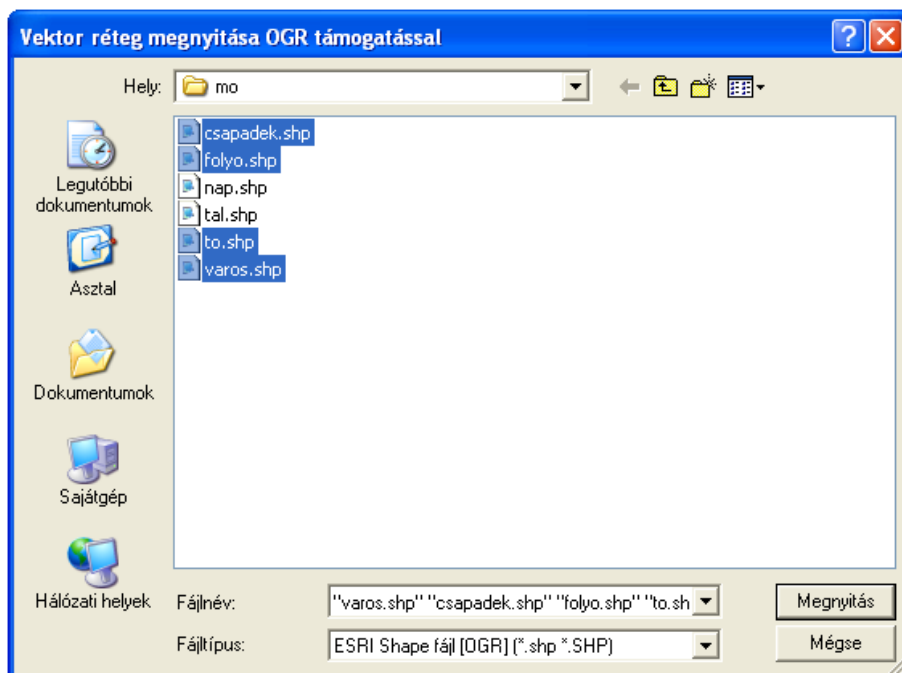 Vektor réteg megnyitása OGR támogatással
Hely: mo
csapadek.shp
folyo.shp
nap.shp
tal.shp
to.shp
varos.shp
Legutóbbi
dokumentumok
Asztal
Dokumentumok
Sajátgép
Hálózati helyek
Fájlnév: "varos.shp" "csapadek.shp" "folyo.shp" "to.sh
Megnyitás
Fájltípus: ESRI Shape fájl [OGR] (*.shp *.SHP)
Mégse